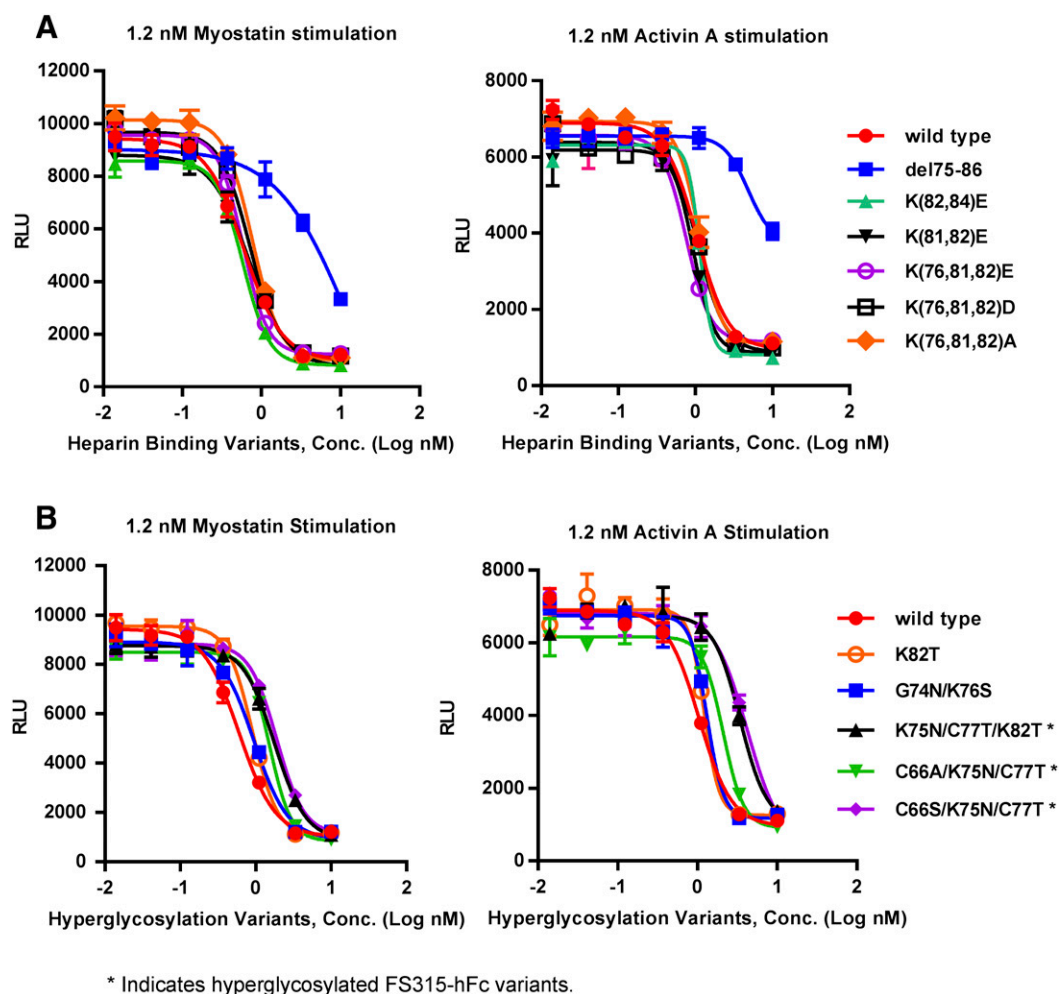 A
1.2 nM Myostatin stimulation
12000
10000
8000
6000
4000
2000
0
RLU
-2 -1 0 1 2
Heparin Binding Variants, Conc. (Log nM)
1.2 nM Activin A stimulation
8000
6000
4000
2000
0
RLU
-2 -1 0 1 2
Heparin Binding Variants, Conc. (Log nM)
wild type
del75-86
K(82,84)E
K(81,82)E
K(76,81,82)E
K(76,81,82)D
K(76,81,82)A
B
1.2 nM Myostatin Stimulation
12000
10000
8000
6000
4000
2000
0
RLU
-2 -1 0 1 2
Hyperglycosylation Variants, Conc. (Log nM)
1.2 nM Activin A Stimulation
8000
6000
4000
2000
0
RLU
-2 -1 0 1 2
Hyperglycosylation Variants, Conc. (Log nM)
wild type
K82T
G74N/K76S
K75N/C77T/K82T *
C66A/K75N/C77T *
C66S/K75N/C77T *
* Indicates hyperglycosylated FS315-hFc variants.